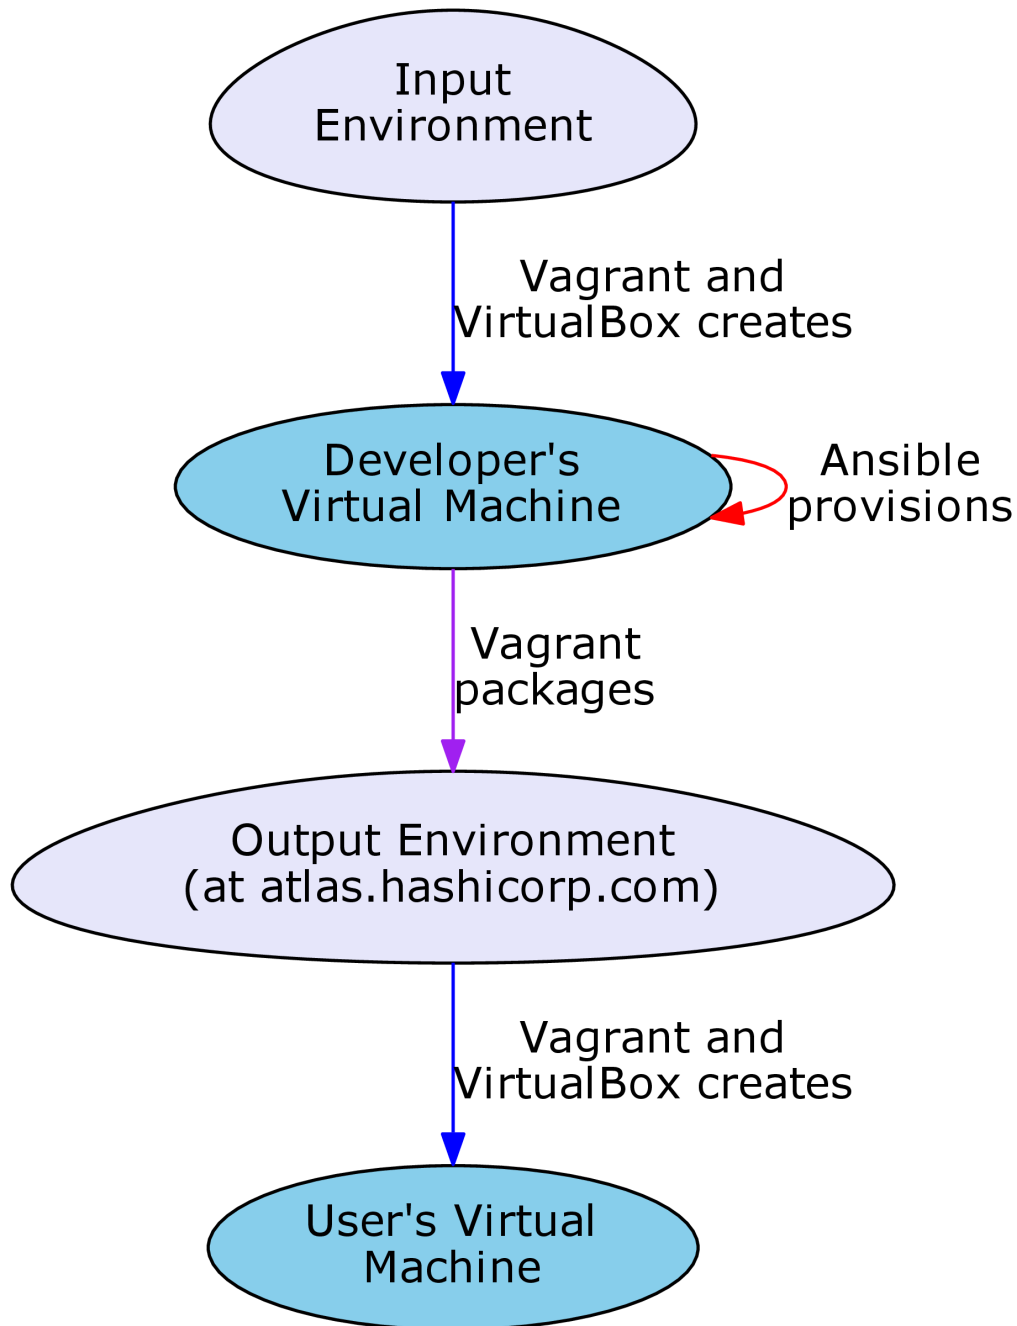 Input
Environment
Vagrant and
VirtualBox creates
Developer's
Virtual Machine
Ansible
provisions
Vagrant
packages
Output Environment
(at atlas.hashicorp.com)
Vagrant and
VirtualBox creates
User's Virtual
Machine